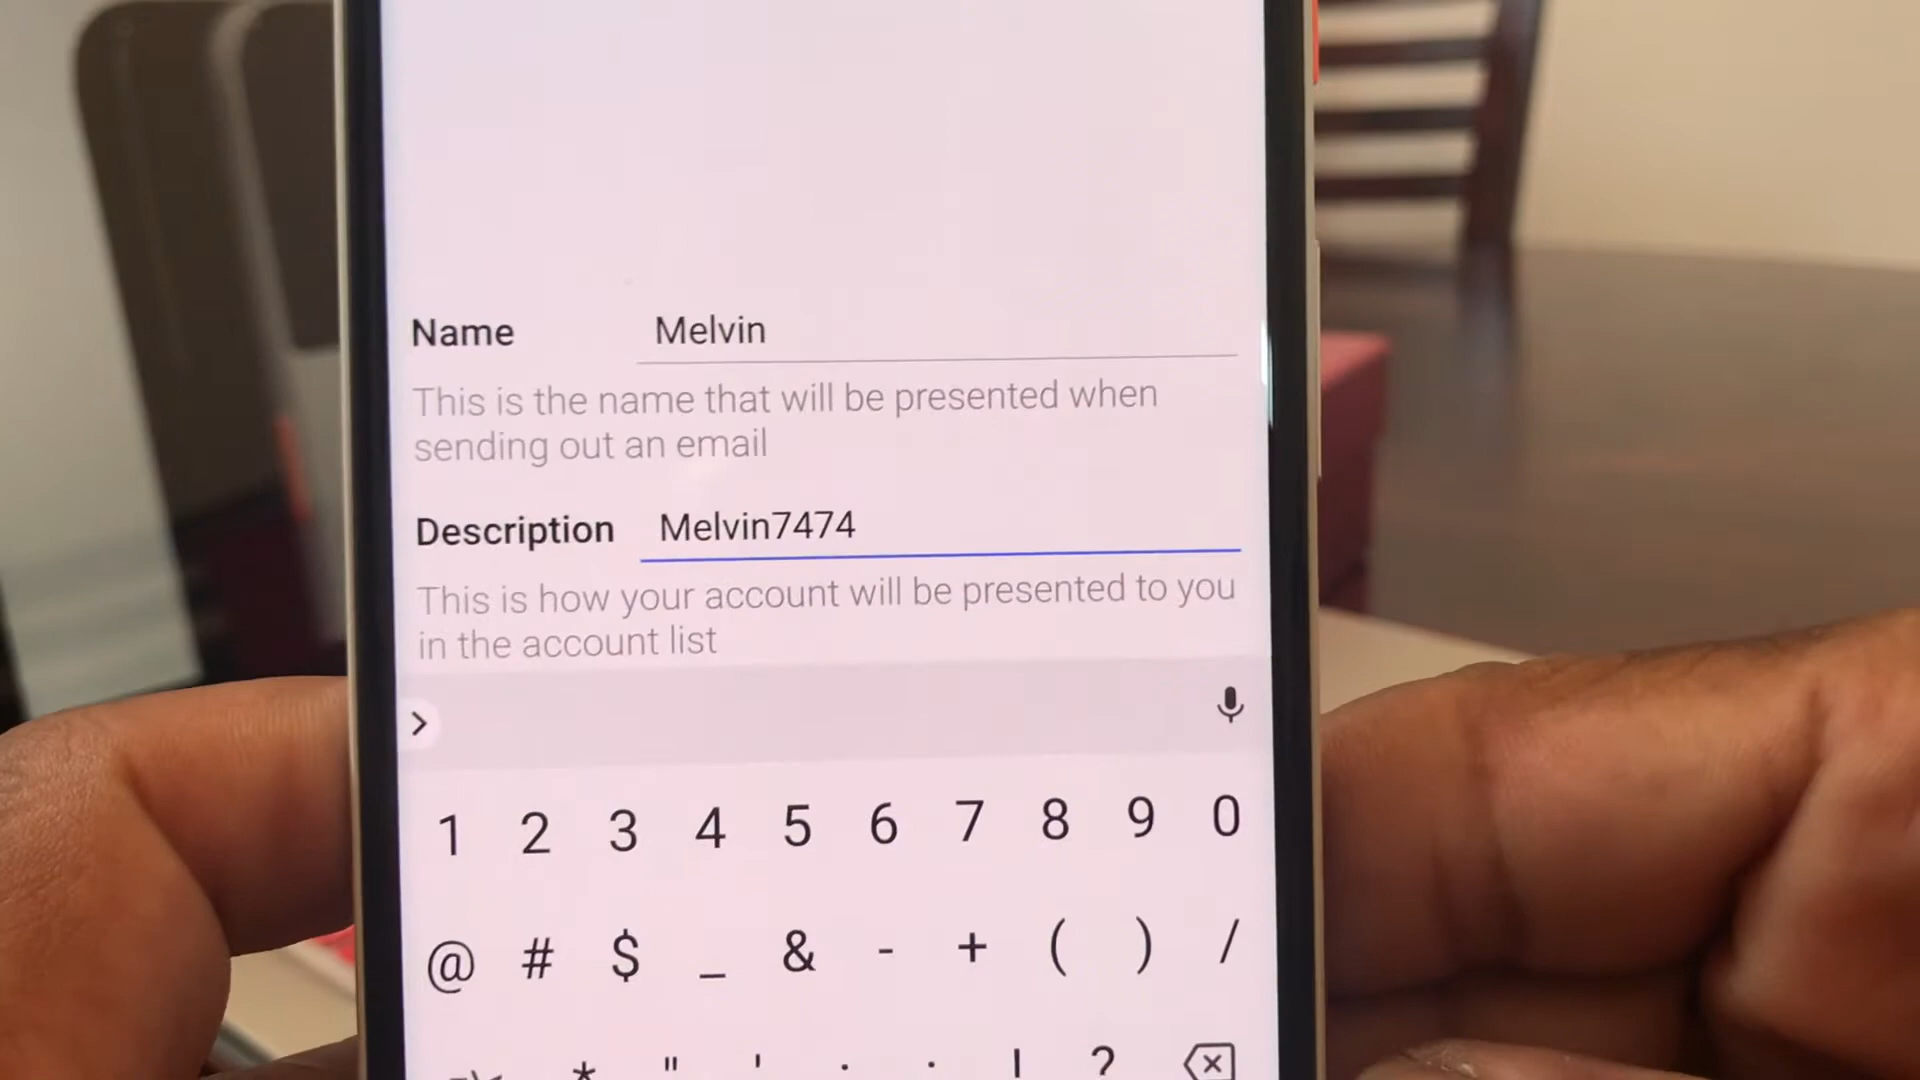 Name Melvin
This is the name that will be presented when
sending out an email
Description Melvin7474
This is how your account will be presented to you
in the account list
>
1 2 3 4 5 6 7 8 9 0
@ # $ _ & - + ( ) /
* " ' ?